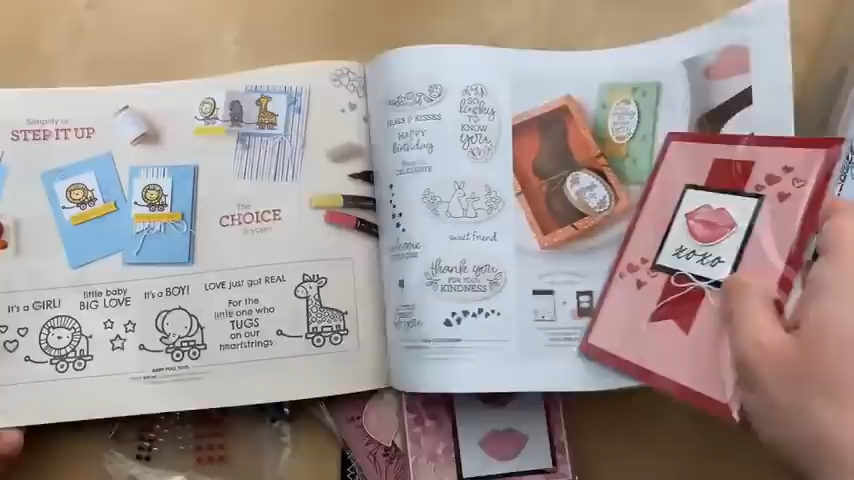 Simplify or
STEP IT UP
The
CHOICE
is yours!
It's a GIRL!
little baby
BIG LOVE
It's a BOY!
LOVE just got REAL
For the
little one who
TUGS
on our
heartstrings
HUGS & KISSES
HAPPY
birthday
CELEBRATE
SO
lucky
TO
KNOW
you
sweet friend
thank you
FOR YOUR
KINDNESS
xoxo